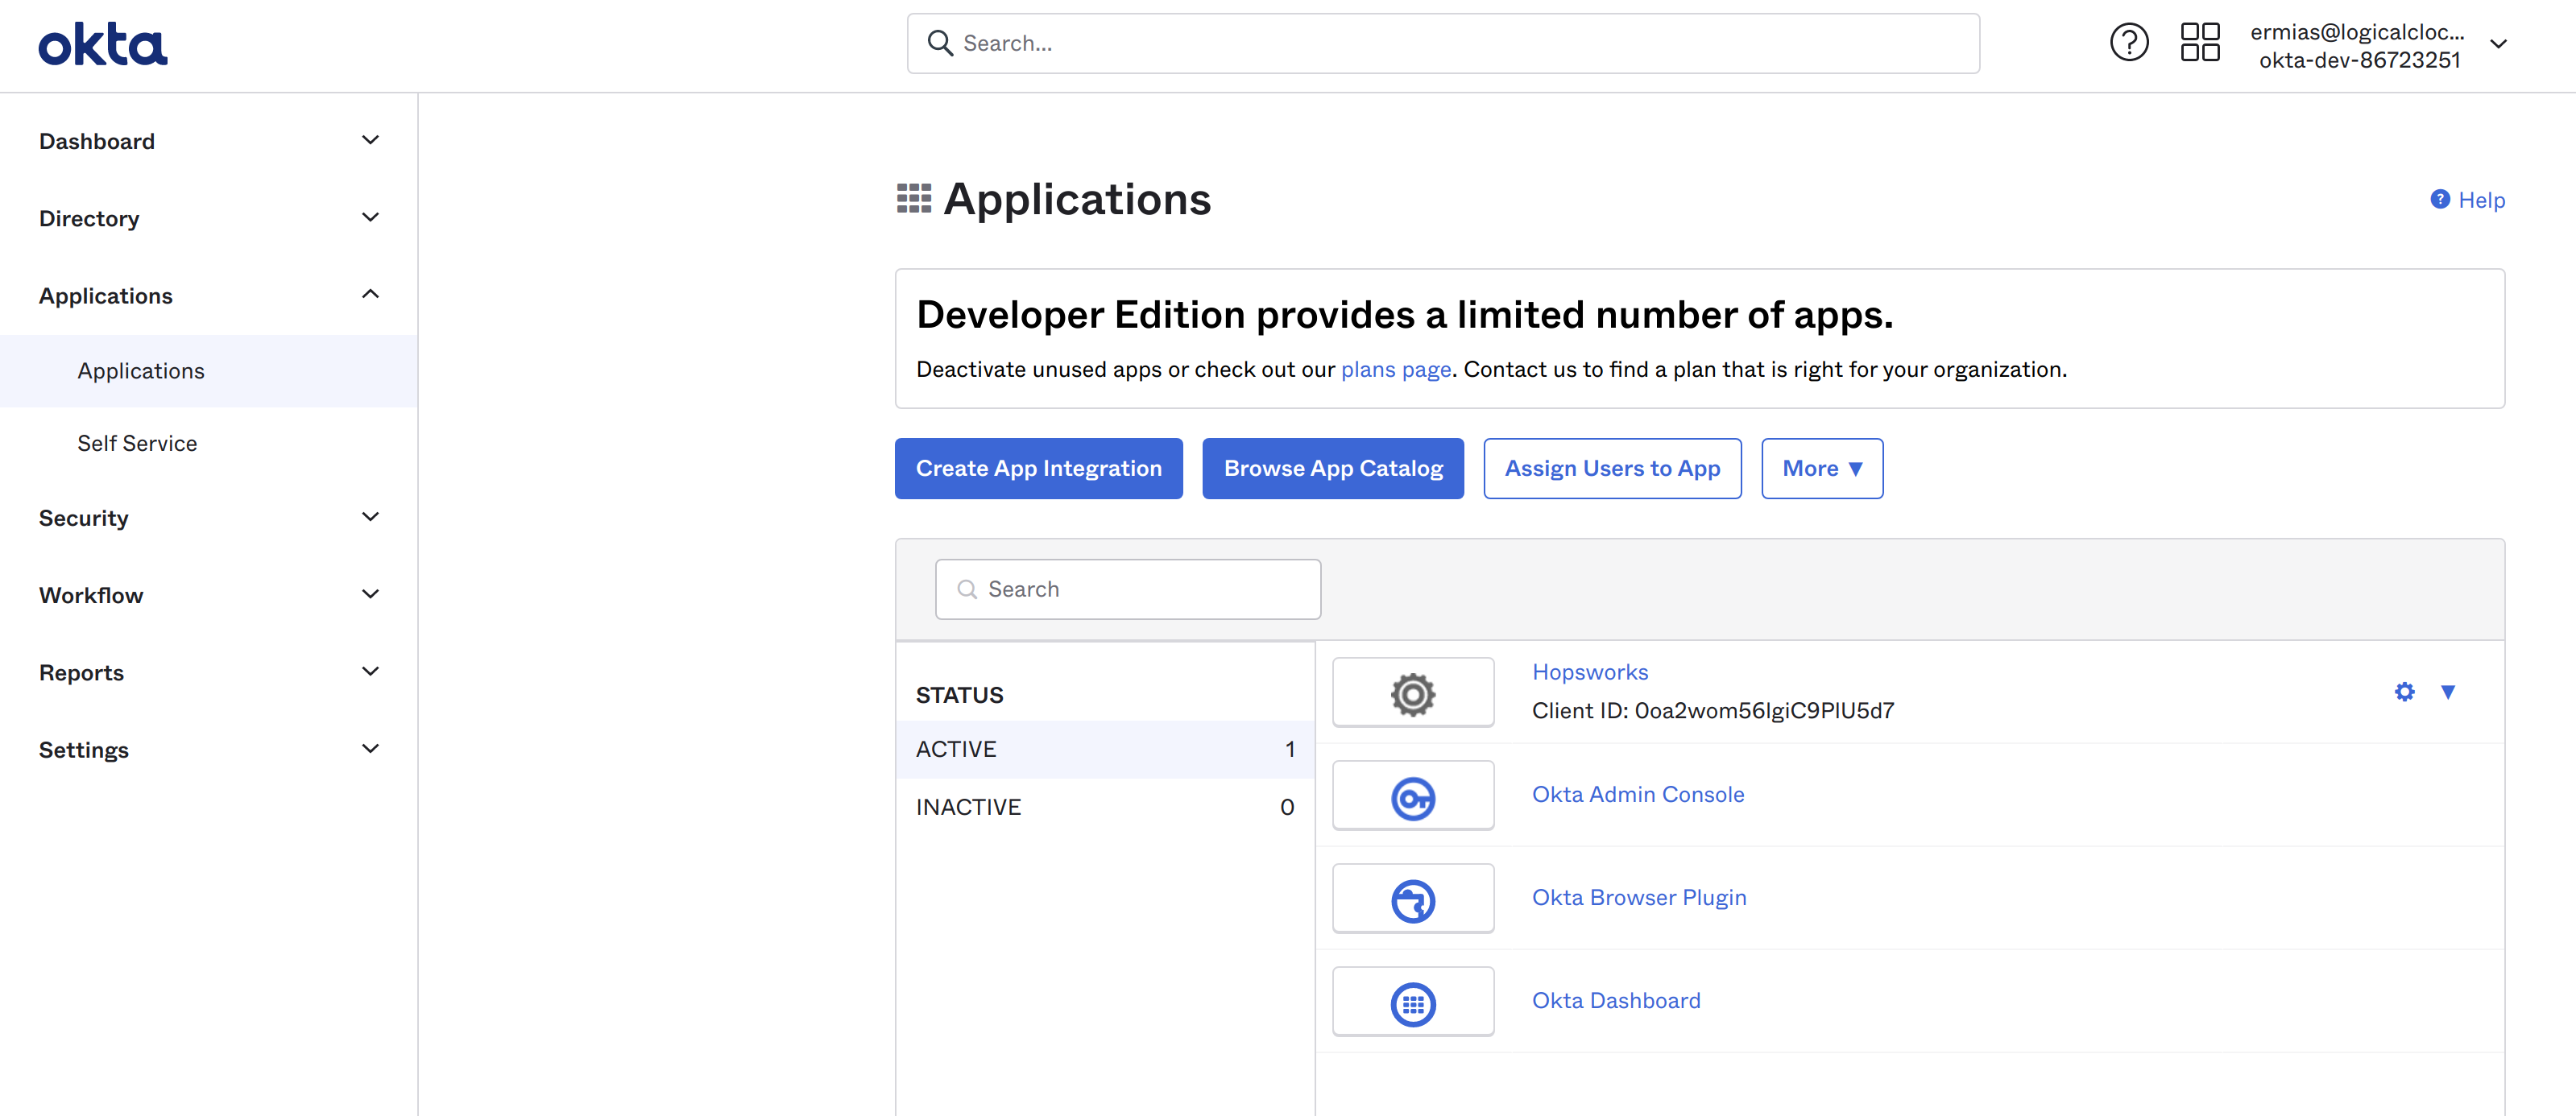 okta
Search...
ermias@logicalcloc...
okta-dev-86723251
Dashboard
Directory
Applications
Applications
Self Service
Security
Workflow
Reports
Settings
Applications
Help
Developer Edition provides a limited number of apps.
Deactivate unused apps or check out our plans page. Contact us to find a plan that is right for your organization.
Create App Integration
Browse App Catalog
Assign Users to App
More
Search
STATUS
ACTIVE 1
INACTIVE 0
Hopsworks
Client ID: 0oa2wom56lgiC9PlU5d7
Okta Admin Console
Okta Browser Plugin
Okta Dashboard